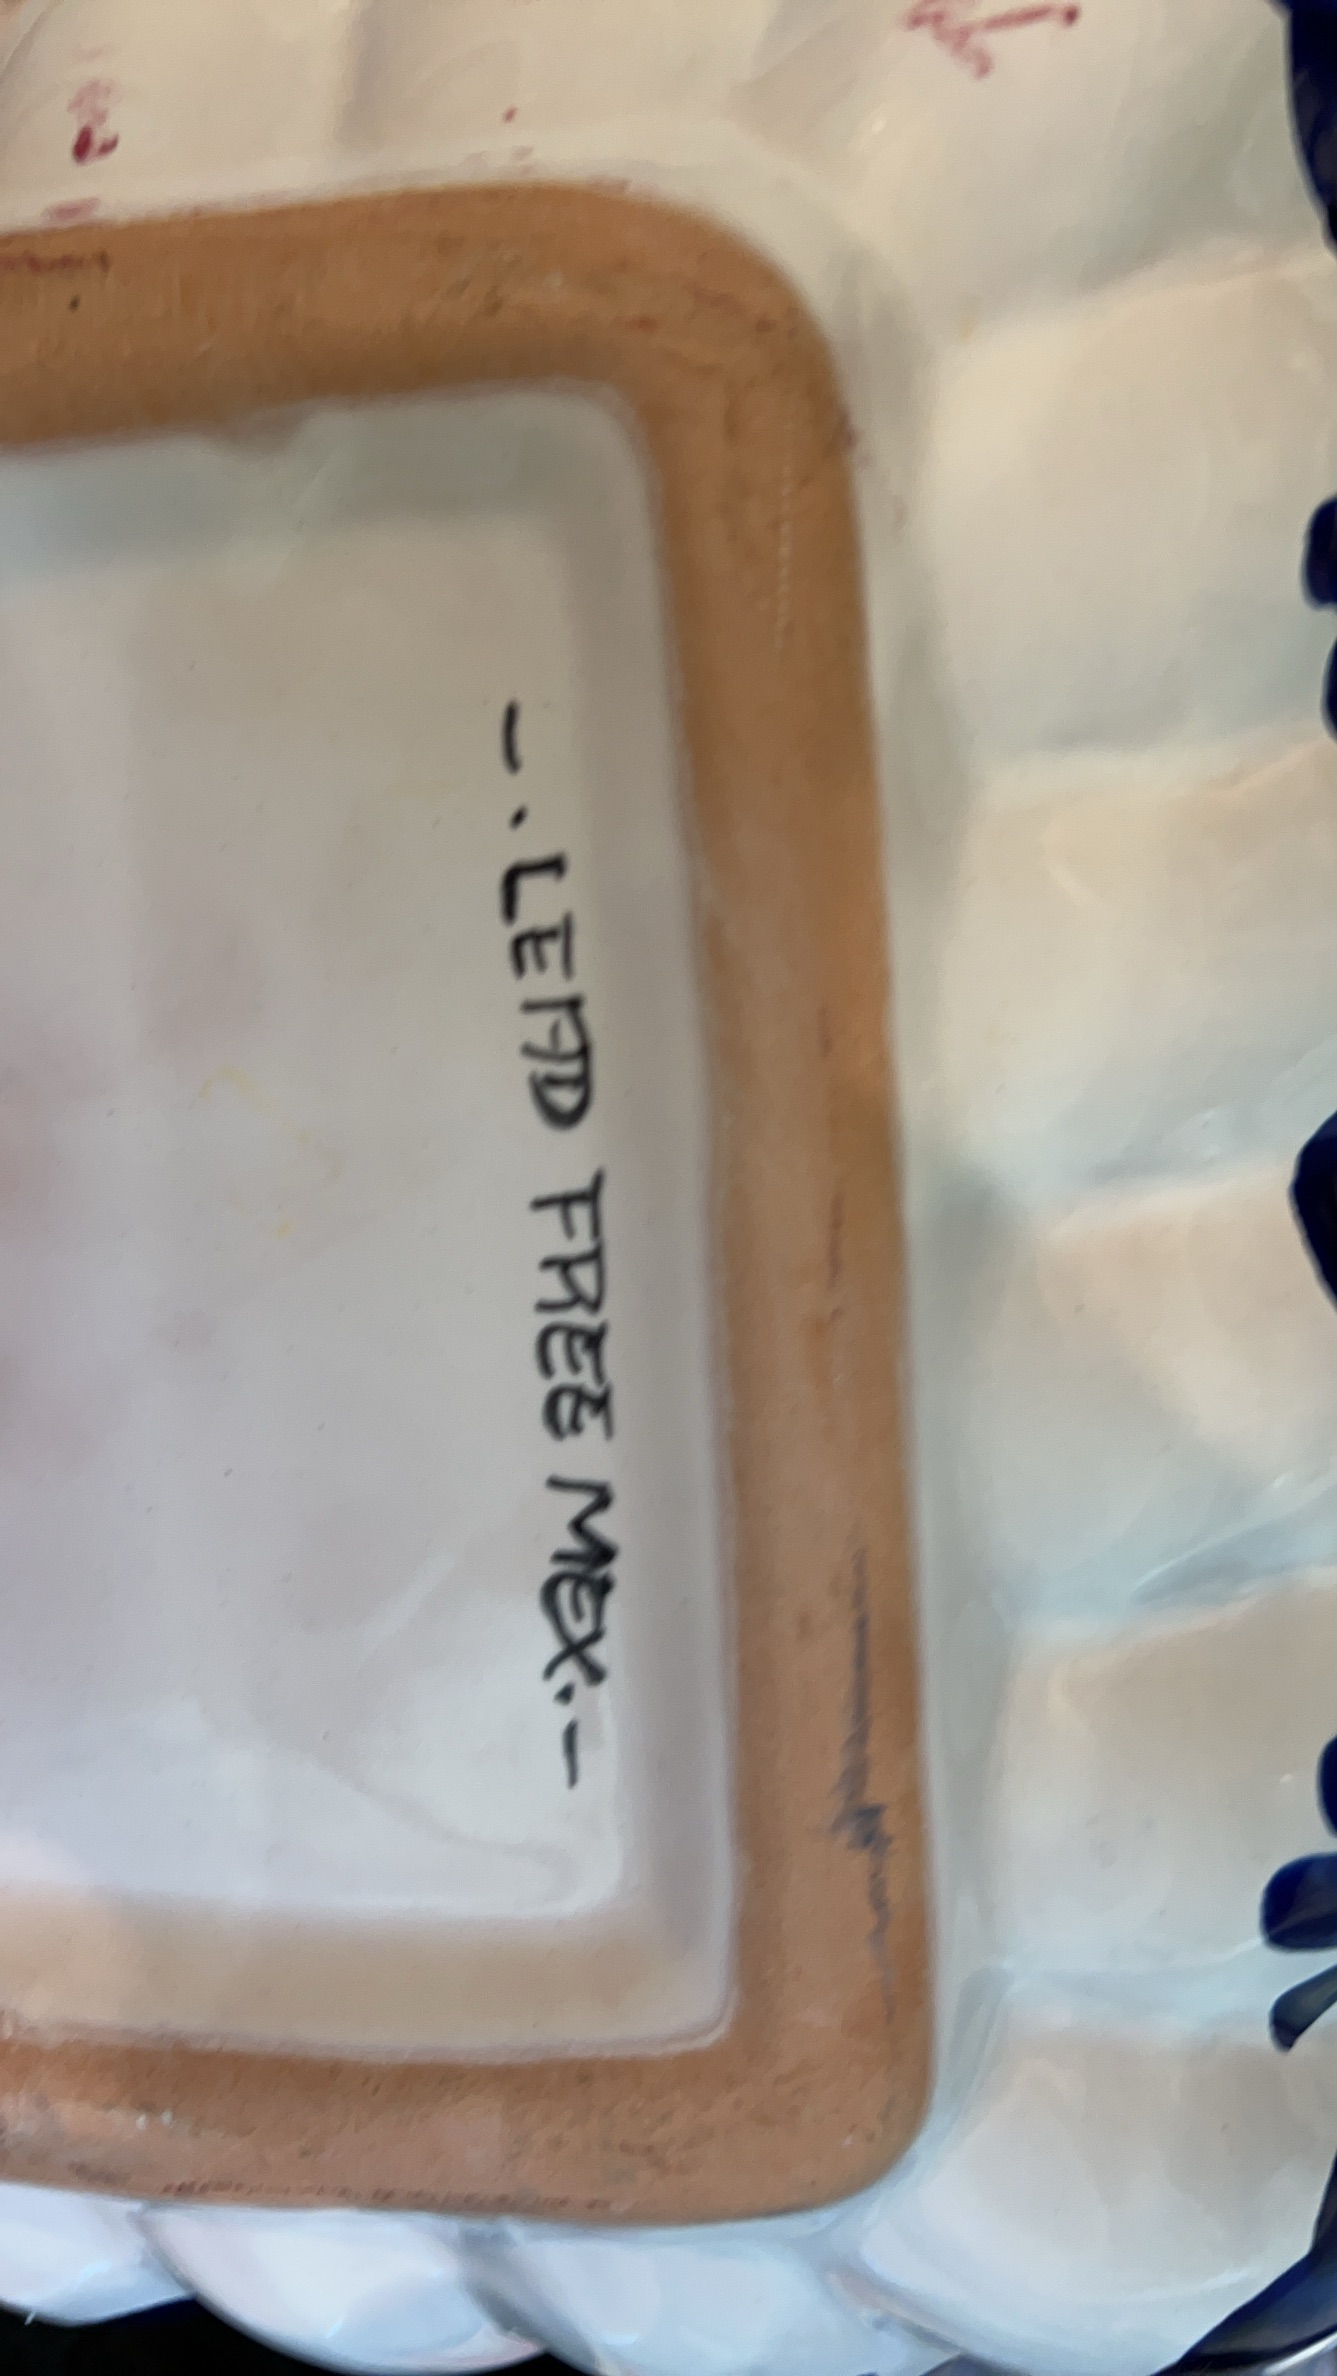 - . LEAD FREE MEX. -